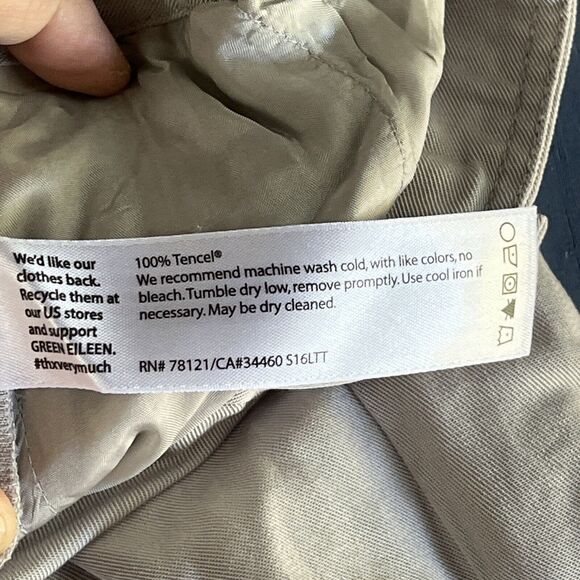 We'd like our
clothes back.
Recycle them at
our US stores
and support
GREEN EILEEN.
#thxverymuch
100% Tencel®
We recommend machine wash cold, with like colors, no
bleach. Tumble dry low, remove promptly. Use cool iron if
necessary. May be dry cleaned.
RN# 78121/CA#34460 S16LTT